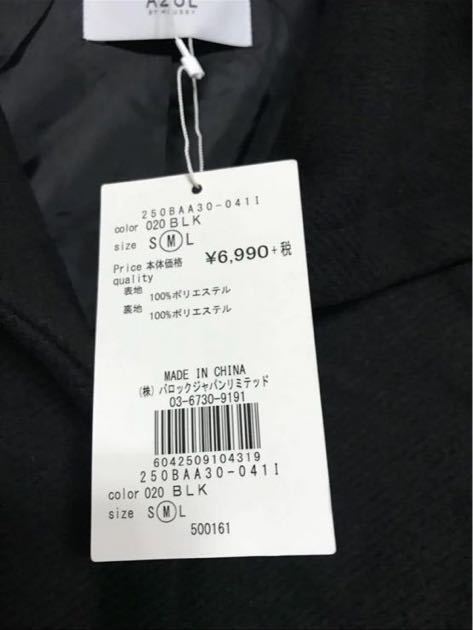 AZUL
BY MOUSSY
250BAA30-041I
color 020 BLK
size S M L
Price 本体価格 ¥6,990+税
quality
表地 100%ポリエステル
裏地 100%ポリエステル
MADE IN CHINA
(株) バロックジャパンリミテッド
03-6730-9191
6042509104319
250BAA30-041I
color 020 BLK
size S M L
500161